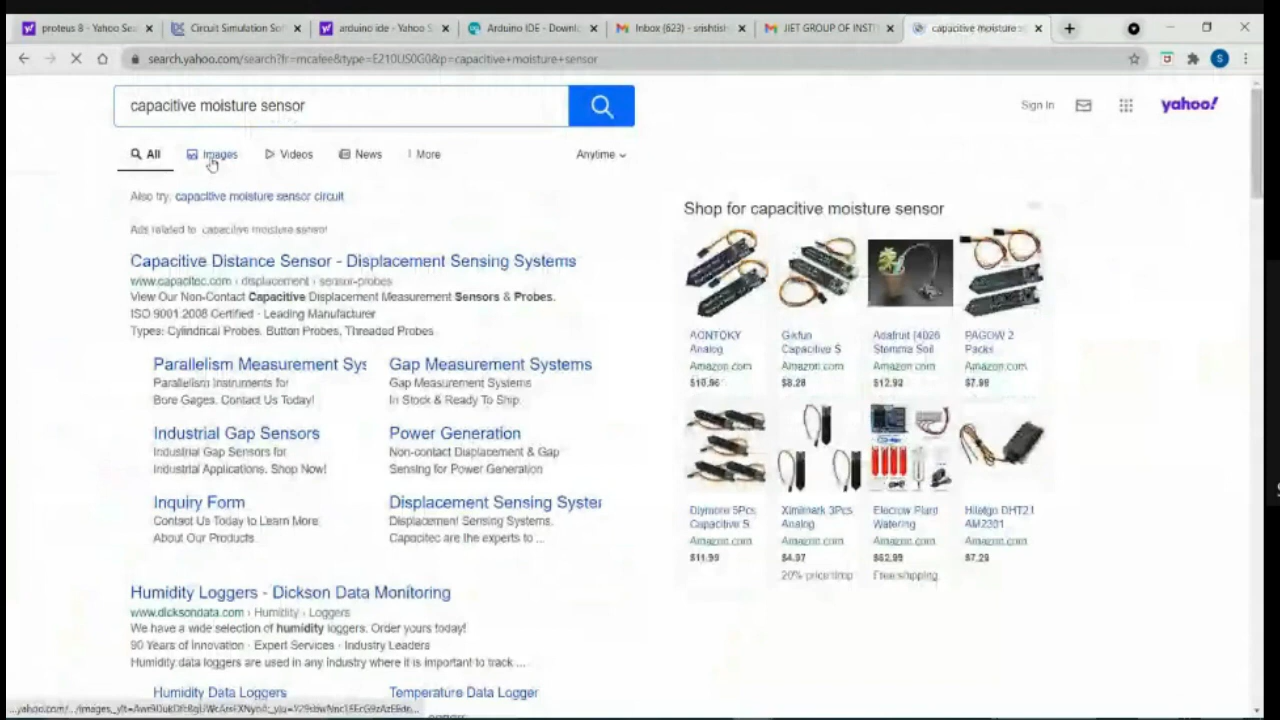 proteus 8 - Yahoo Se
Circuit Simulation Sof
arduino ide - Yahoo S
Arduino IDE - Downl
Inbox (623) - srishtis
JIET GROUP OF INSTI
capacitive moisture s
search.yahoo.com/search?fr=mcafee&type=E210US0G0&p=capacitive+moisture+sensor
S
capacitive moisture sensor
Sign In
yahoo!
All
Images
Videos
News
More
Anytime
Also try: capacitive moisture sensor circuit
Ads related to: capacitive moisture sensor
Capacitive Distance Sensor - Displacement Sensing Systems
www.capacitec.com › displacement › sensor-probes
View Our Non-Contact Capacitive Displacement Measurement Sensors & Probes.
ISO 9001:2008 Certified · Leading Manufacturer
Types: Cylindrical Probes, Button Probes, Threaded Probes
Parallelism Measurement Sys
Parallelism Instruments for
Bore Gages. Contact Us Today!
Gap Measurement Systems
Gap Measurement Systems
In Stock & Ready To Ship.
Industrial Gap Sensors
Industrial Gap Sensors for
Industrial Applications. Shop Now!
Power Generation
Non-contact Displacement & Gap
Sensing for Power Generation
Inquiry Form
Contact Us Today to Learn More
About Our Products.
Displacement Sensing System
Displacement Sensing Systems.
Capacitec are the experts to ...
Humidity Loggers - Dickson Data Monitoring
www.dicksondata.com › Humidity › Loggers
We have a wide selection of humidity loggers. Order yours today!
90 Years of Innovation · Expert Services · Industry Leaders
Humidity data loggers are used in any industry where it is important to track ...
Humidity Data Loggers
Temperature Data Logger
Shop for capacitive moisture sensor
AONTOKY
Analog
Amazon.com
$10.96
Gikfun
Capacitive S
Amazon.com
$8.28
Adafruit (4026
Stemma Soil
Amazon.com
$12.93
PAGOW 2
Packs
Amazon.com
$7.99
Diymore 5Pcs
Capacitive S
Amazon.com
$11.99
Ximimark 3Pcs
Analog
Amazon.com
$4.97
20% price drop
Elecrow Plant
Watering
Amazon.com
$62.99
Free shipping
Hiletgo DHT21
AM2301
Amazon.com
$7.29